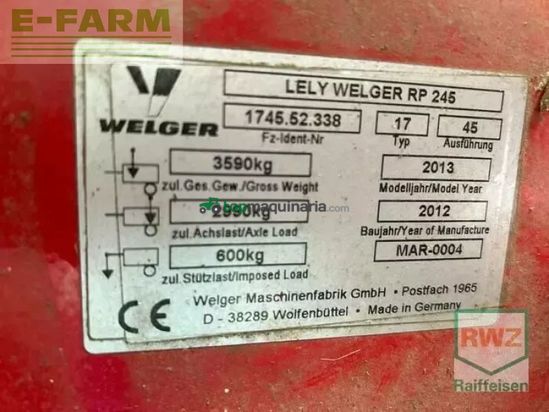 E-FARM
LELY WELGER RP 245
WELGER
1745.52.338 17 45
Fz-Ident-Nr Typ Ausführung
3590kg 2013
zul.Ges.Gew./Gross Weight Modelljahr/Model Year
2990kg 2012
topmaquinaria.com
zul.Achslast/Axle Load Baujahr/Year of Manufacture
600kg MAR-0004
zul.Stützlast/Imposed Load
Welger Maschinenfabrik GmbH • Postfach 1965
CE D - 38289 Wolfenbüttel • Made in Germany
RWZ
Raiffeisen